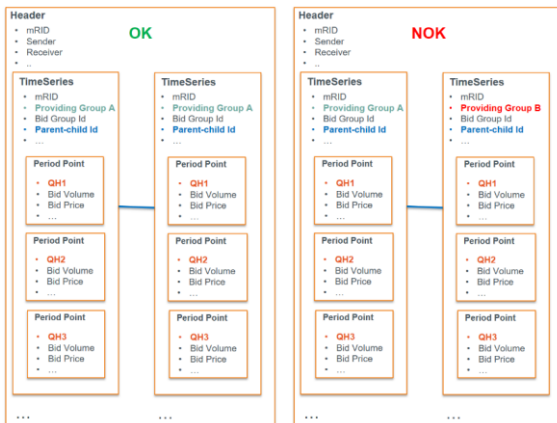 Header
OK
• mRID
• Sender
• Receiver
• ..
TimeSeries
• mRID
• Providing Group A
• Bid Group Id
• Parent-child Id
• ...
Period Point
• QH1
• Bid Volume
• Bid Price
• ...
Period Point
• QH2
• Bid Volume
• Bid Price
• ...
Period Point
• QH3
• Bid Volume
• Bid Price
• ...
...
TimeSeries
• mRID
• Providing Group A
• Bid Group Id
• Parent-child Id
• ...
Period Point
• QH1
• Bid Volume
• Bid Price
• ...
Period Point
• QH2
• Bid Volume
• Bid Price
• ...
Period Point
• QH3
• Bid Volume
• Bid Price
• ...
...
Header
NOK
• mRID
• Sender
• Receiver
• ..
TimeSeries
• mRID
• Providing Group A
• Bid Group Id
• Parent-child Id
• ...
Period Point
• QH1
• Bid Volume
• Bid Price
• ...
Period Point
• QH2
• Bid Volume
• Bid Price
• ...
Period Point
• QH3
• Bid Volume
• Bid Price
• ...
...
TimeSeries
• mRID
• Providing Group B
• Bid Group Id
• Parent-child Id
• ...
Period Point
• QH1
• Bid Volume
• Bid Price
• ...
Period Point
• QH2
• Bid Volume
• Bid Price
• ...
Period Point
• QH3
• Bid Volume
• Bid Price
• ...
...